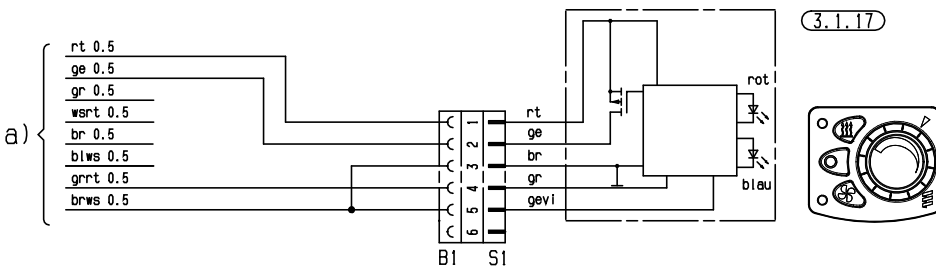 3.1.17
a)
rt 0.5
ge 0.5
gr 0.5
wsrt 0.5
br 0.5
blws 0.5
grrt 0.5
brws 0.5
1
2
3
4
5
6
B1
S1
rt
ge
br
gr
gevi
rot
blau